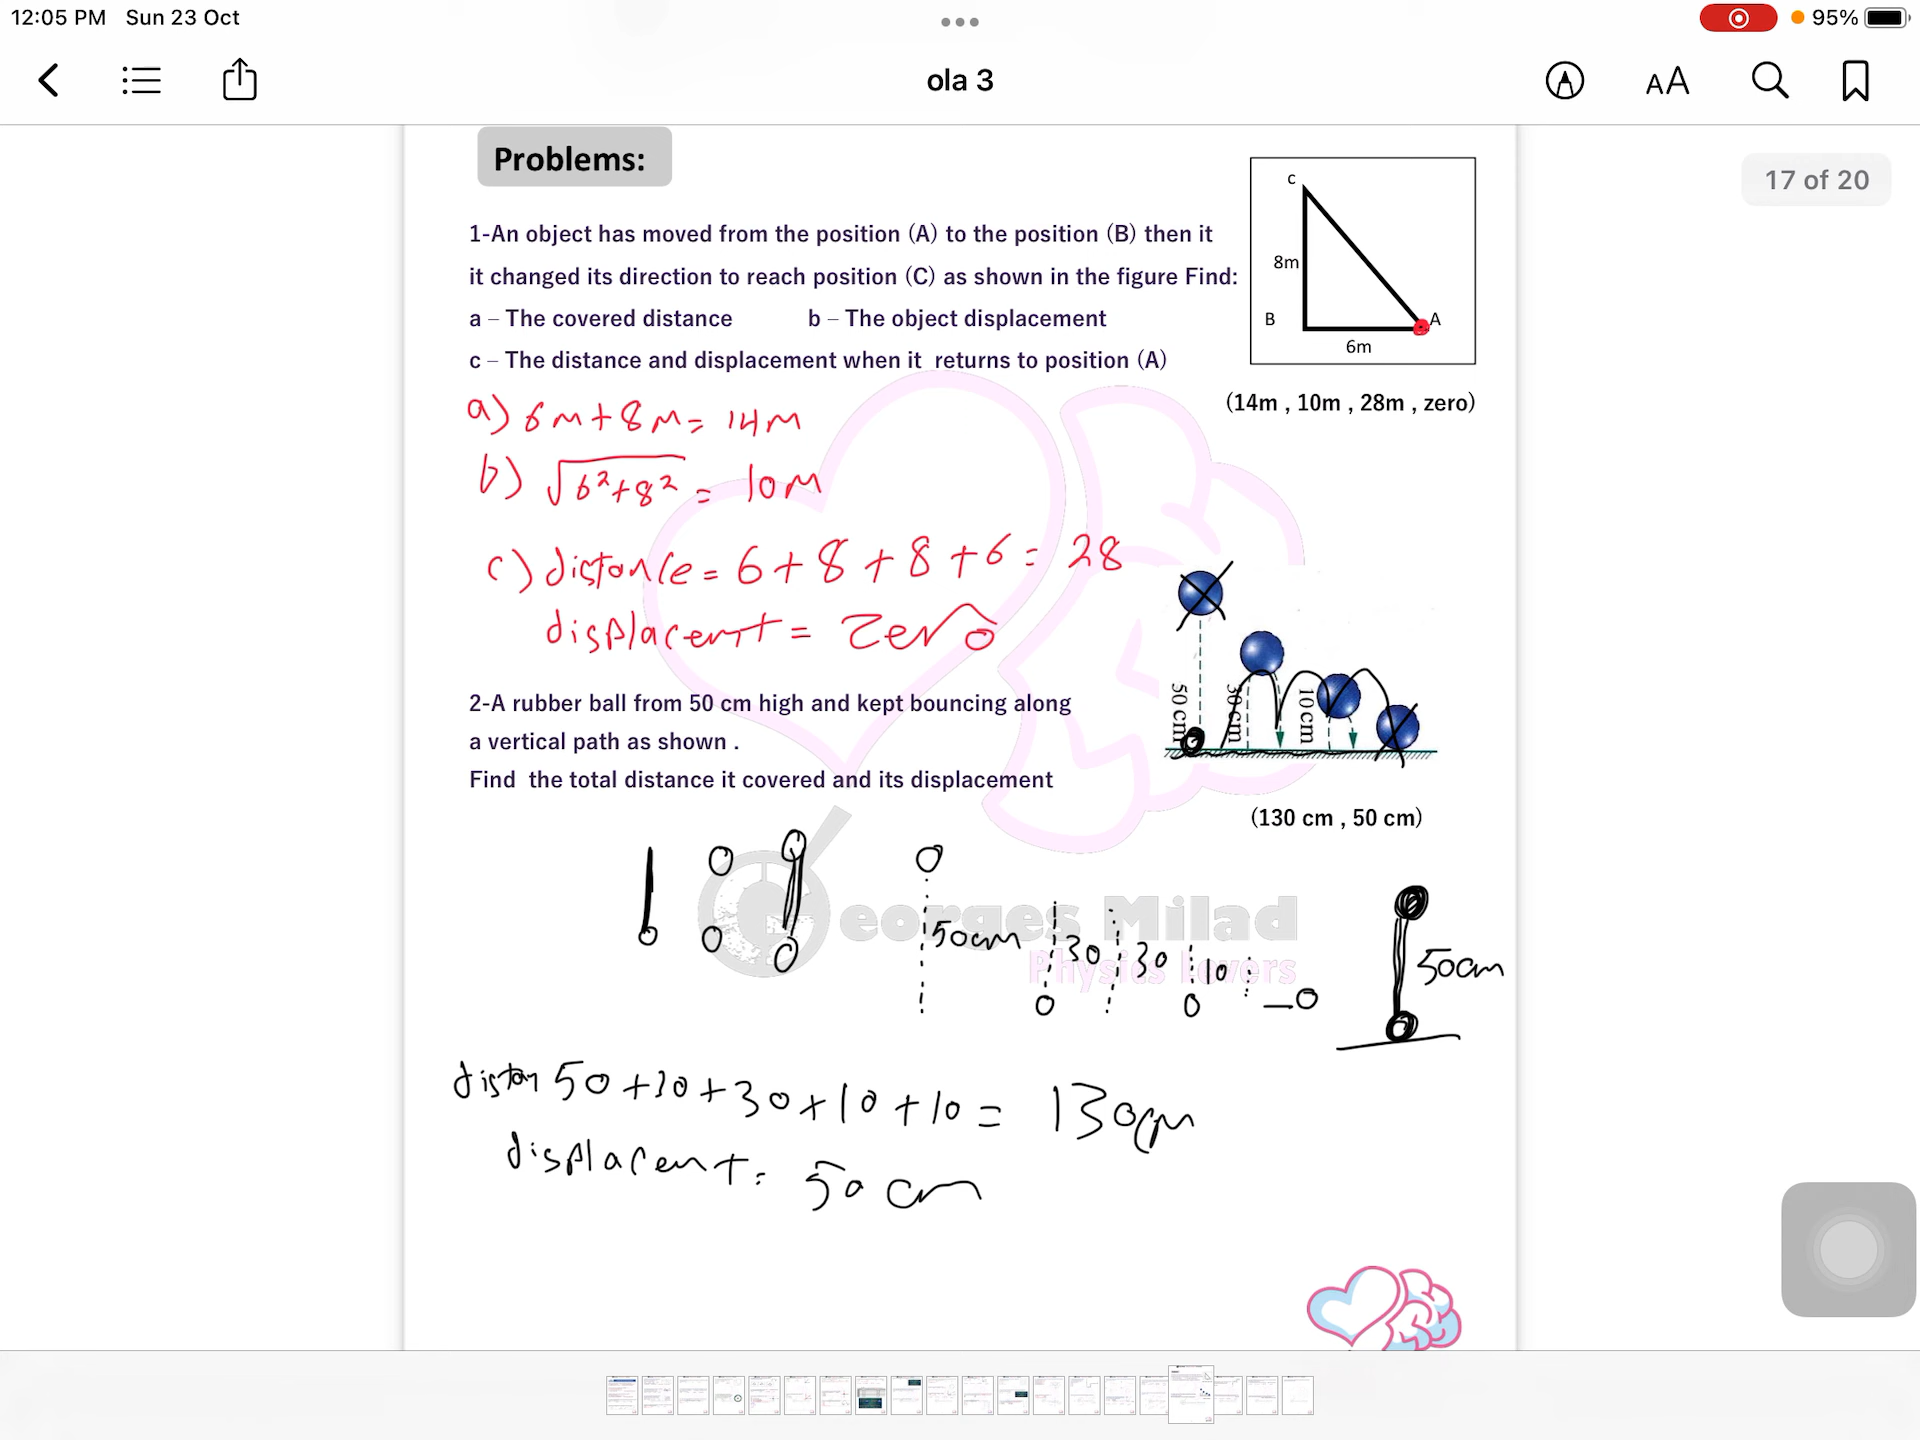 12:05 PM Sun 23 Oct
95%
ola 3
17 of 20
Problems:
1-An object has moved from the position (A) to the position (B) then it
it changed its direction to reach position (C) as shown in the figure Find:
a – The covered distance b – The object displacement
c – The distance and displacement when it returns to position (A)
c
8m
B
A
6m
(14m , 10m , 28m , zero)
a) 6m+8m= 14m
b) √6²+8² = 10m
c) distance = 6+8+8+6= 28
displacent = zero
2-A rubber ball from 50 cm high and kept bouncing along
a vertical path as shown .
Find the total distance it covered and its displacement
50 cm
30 cm
10 cm
(130 cm , 50 cm)
eorges Milad
Physics Lovers
50cm 30 30 10
50cm
distan 50+30+30+10+10= 130cm
displacent= 50 cm